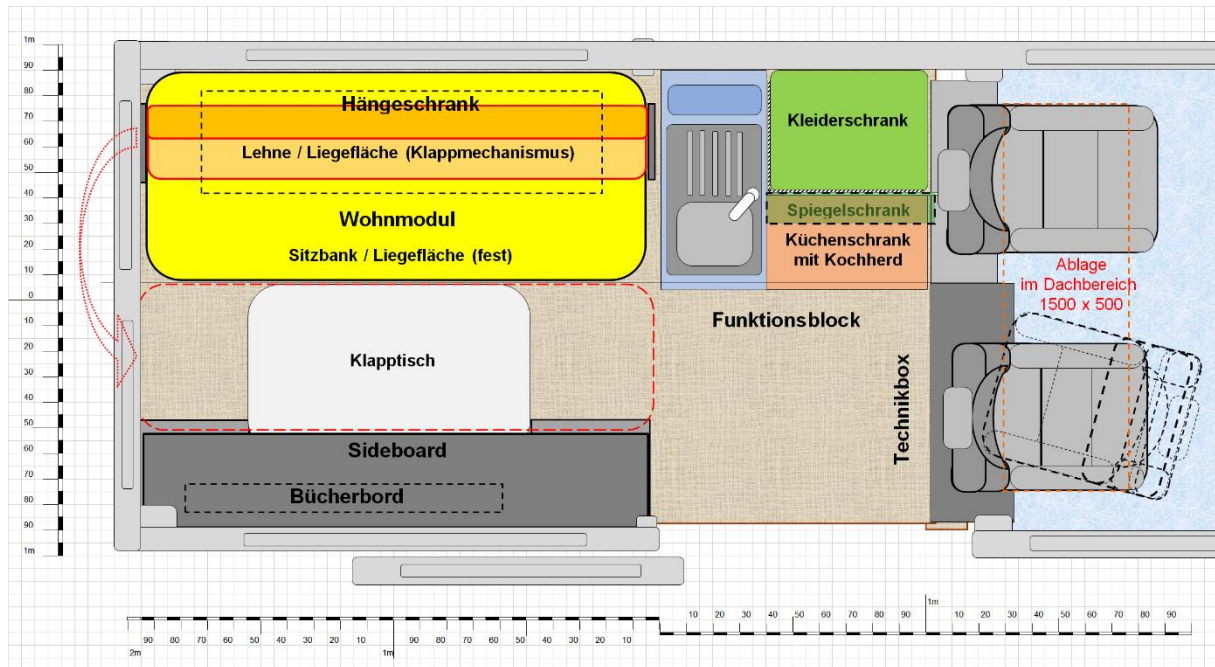 1m
90
80
70
60
50
40
30
20
10
0
10
20
30
40
50
60
70
80
90
1m
Hängeschrank
Lehne / Liegefläche (Klappmechanismus)
Wohnmodul
Sitzbank / Liegefläche (fest)
Kleiderschrank
Spiegelschrank
Küchenschrank
mit Kochherd
Ablage
im Dachbereich
1500 x 500
Funktionsblock
Technikbox
Klapptisch
Sideboard
Bücherbord
90 80 70 60 50 40 30 20 10 1m 90 80 70 60 50 40 30 20 10
2m
10 20 30 40 50 60 70 80 90 1m 10 20 30 40 50 60 70 80 90